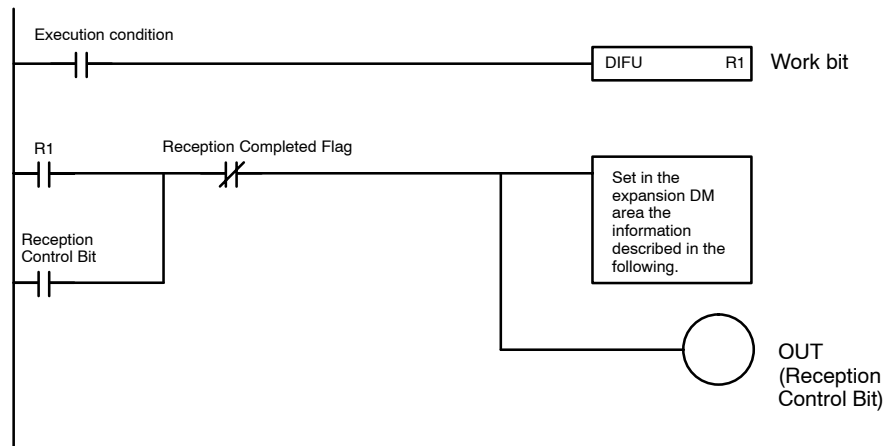 Execution condition
DIFU R1
Work bit
R1
Reception Completed Flag
Set in the
expansion DM
area the
information
described in the
following.
Reception
Control Bit
OUT
(Reception
Control Bit)